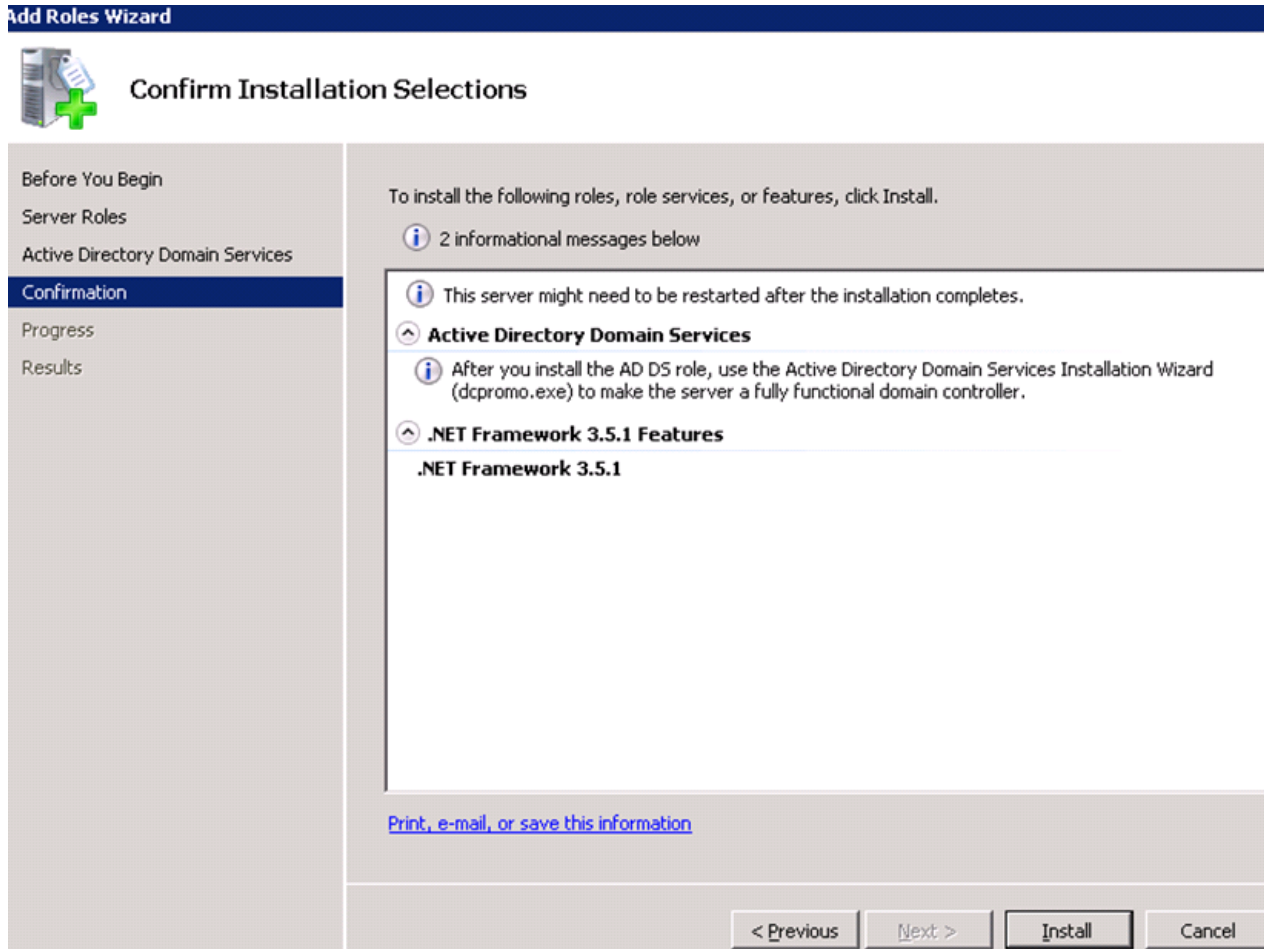 Add Roles Wizard
Confirm Installation Selections
Before You Begin
Server Roles
Active Directory Domain Services
Confirmation
Progress
Results
To install the following roles, role services, or features, click Install.
2 informational messages below
This server might need to be restarted after the installation completes.
Active Directory Domain Services
After you install the AD DS role, use the Active Directory Domain Services Installation Wizard
(dcpromo.exe) to make the server a fully functional domain controller.
.NET Framework 3.5.1 Features
.NET Framework 3.5.1
Print, e-mail, or save this information
< Previous
Next >
Install
Cancel